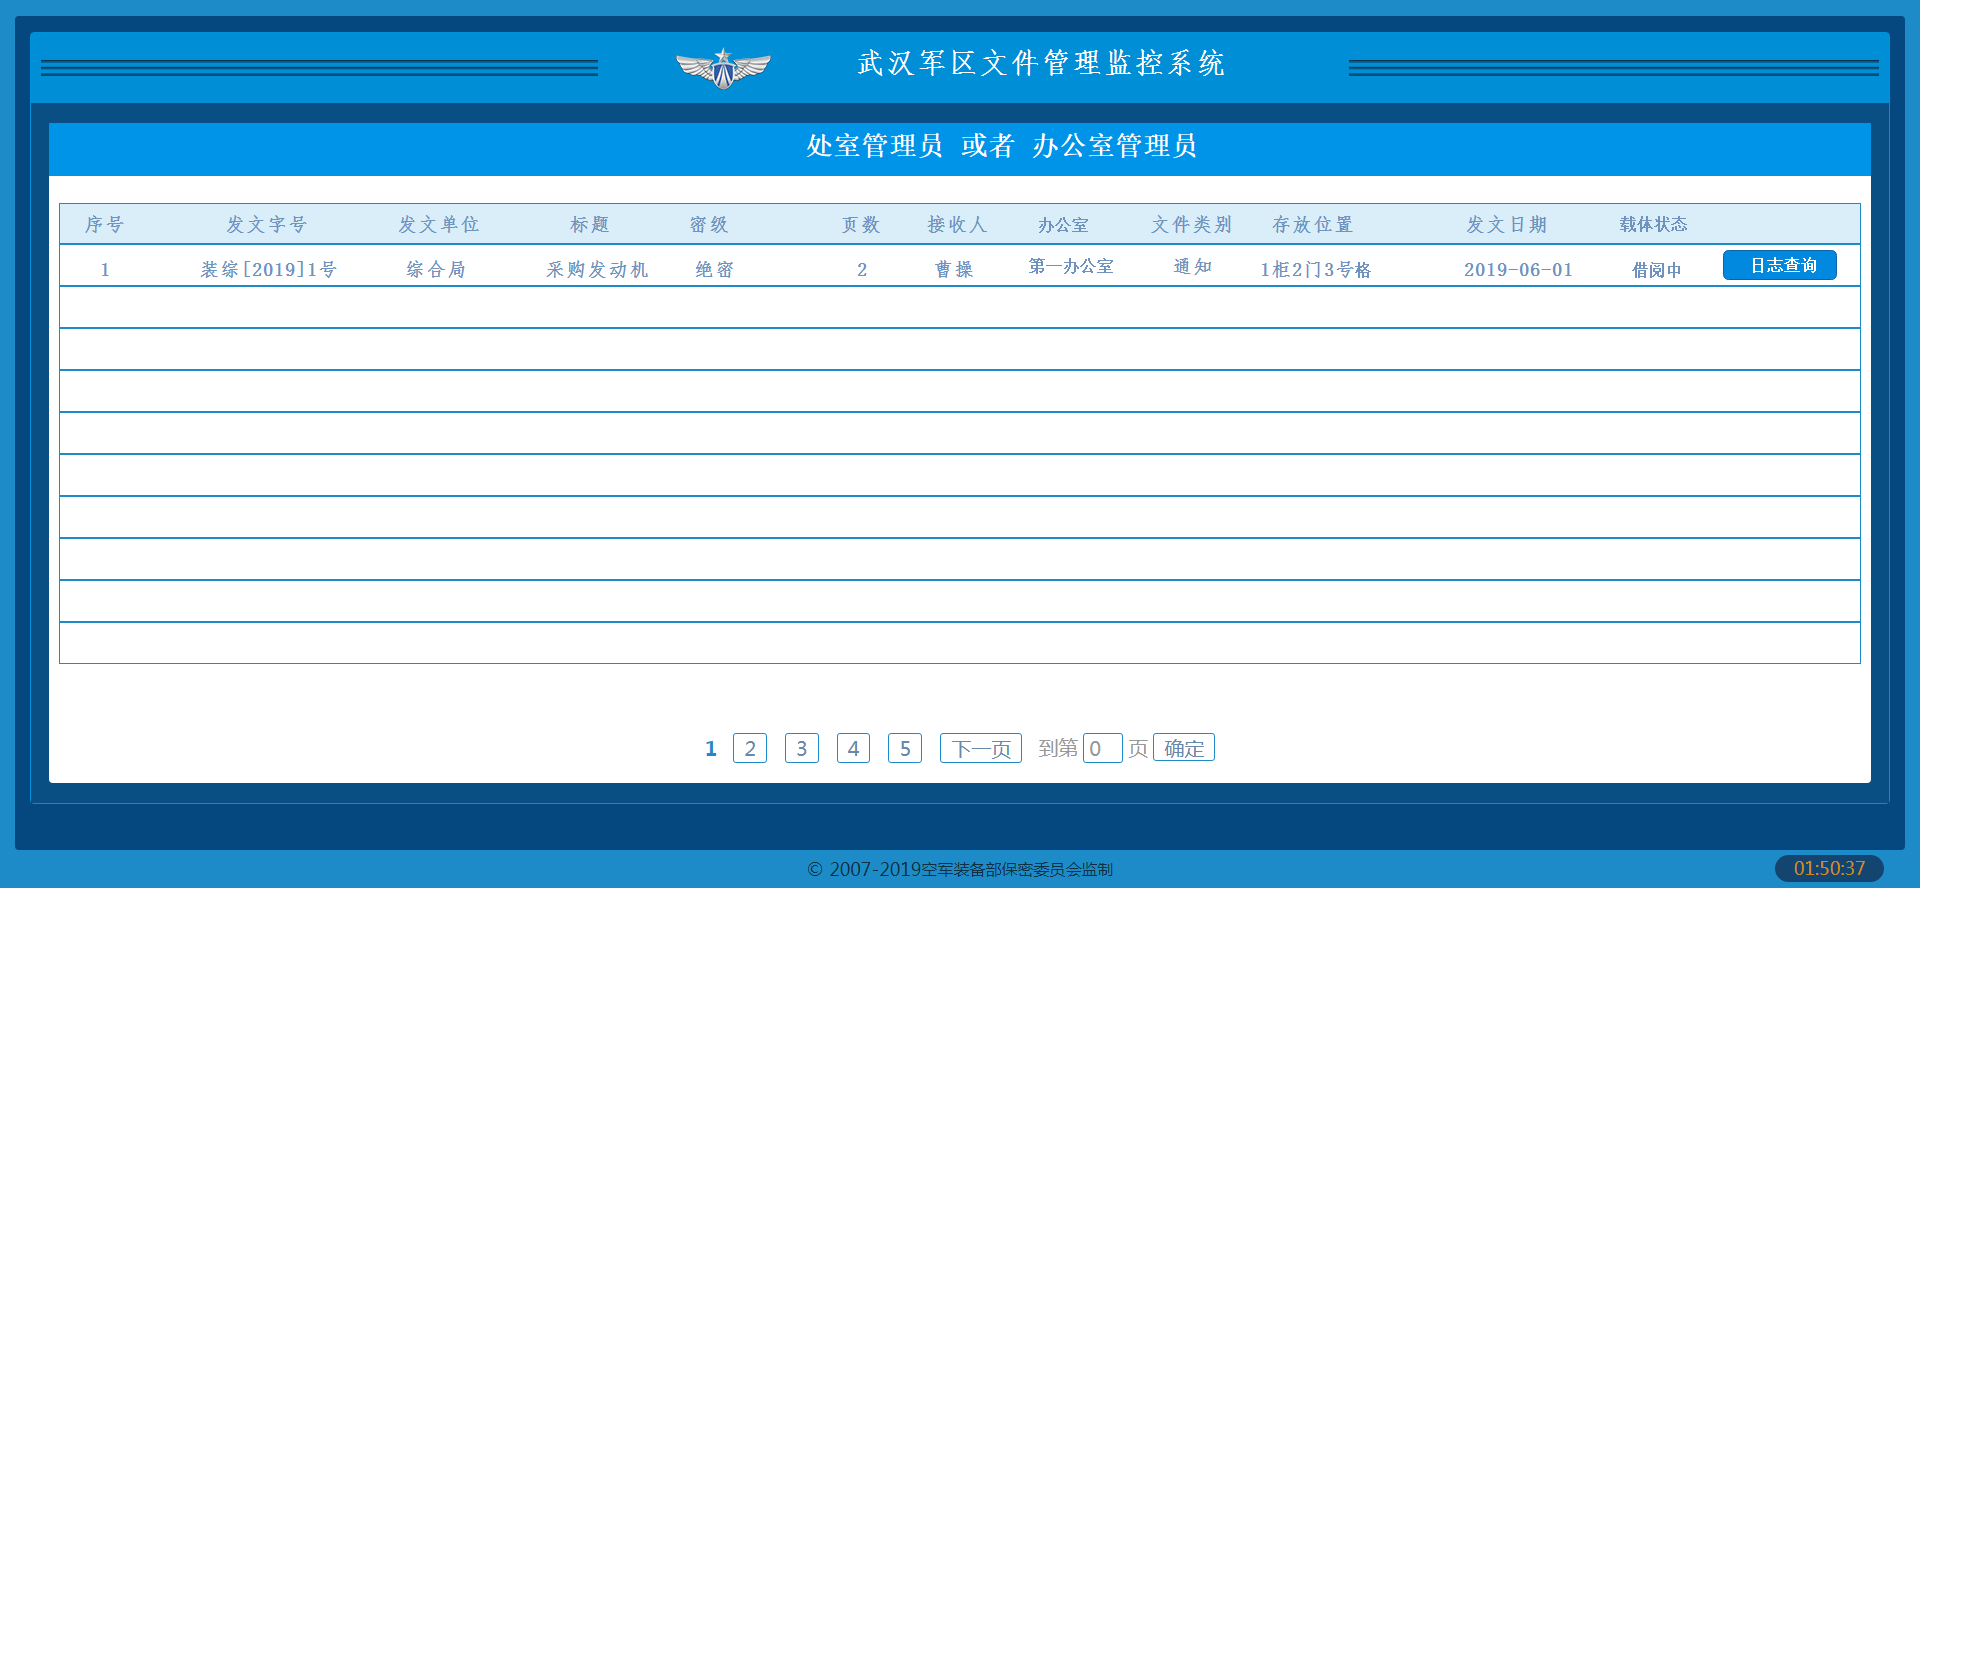 武汉军区文件管理监控系统
处室管理员 或者 办公室管理员
序号 发文字号 发文单位 标题 密级 页数 接收人 办公室 文件类别 存放位置 发文日期 载体状态
1 装综[2019]1号 综合局 采购发动机 绝密 2 曹操 第一办公室 通知 1柜2门3号格 2019-06-01 借阅中 日志查询
1 2 3 4 5 下一页 到第 0 页 确定
© 2007-2019空军装备部保密委员会监制 01:50:37